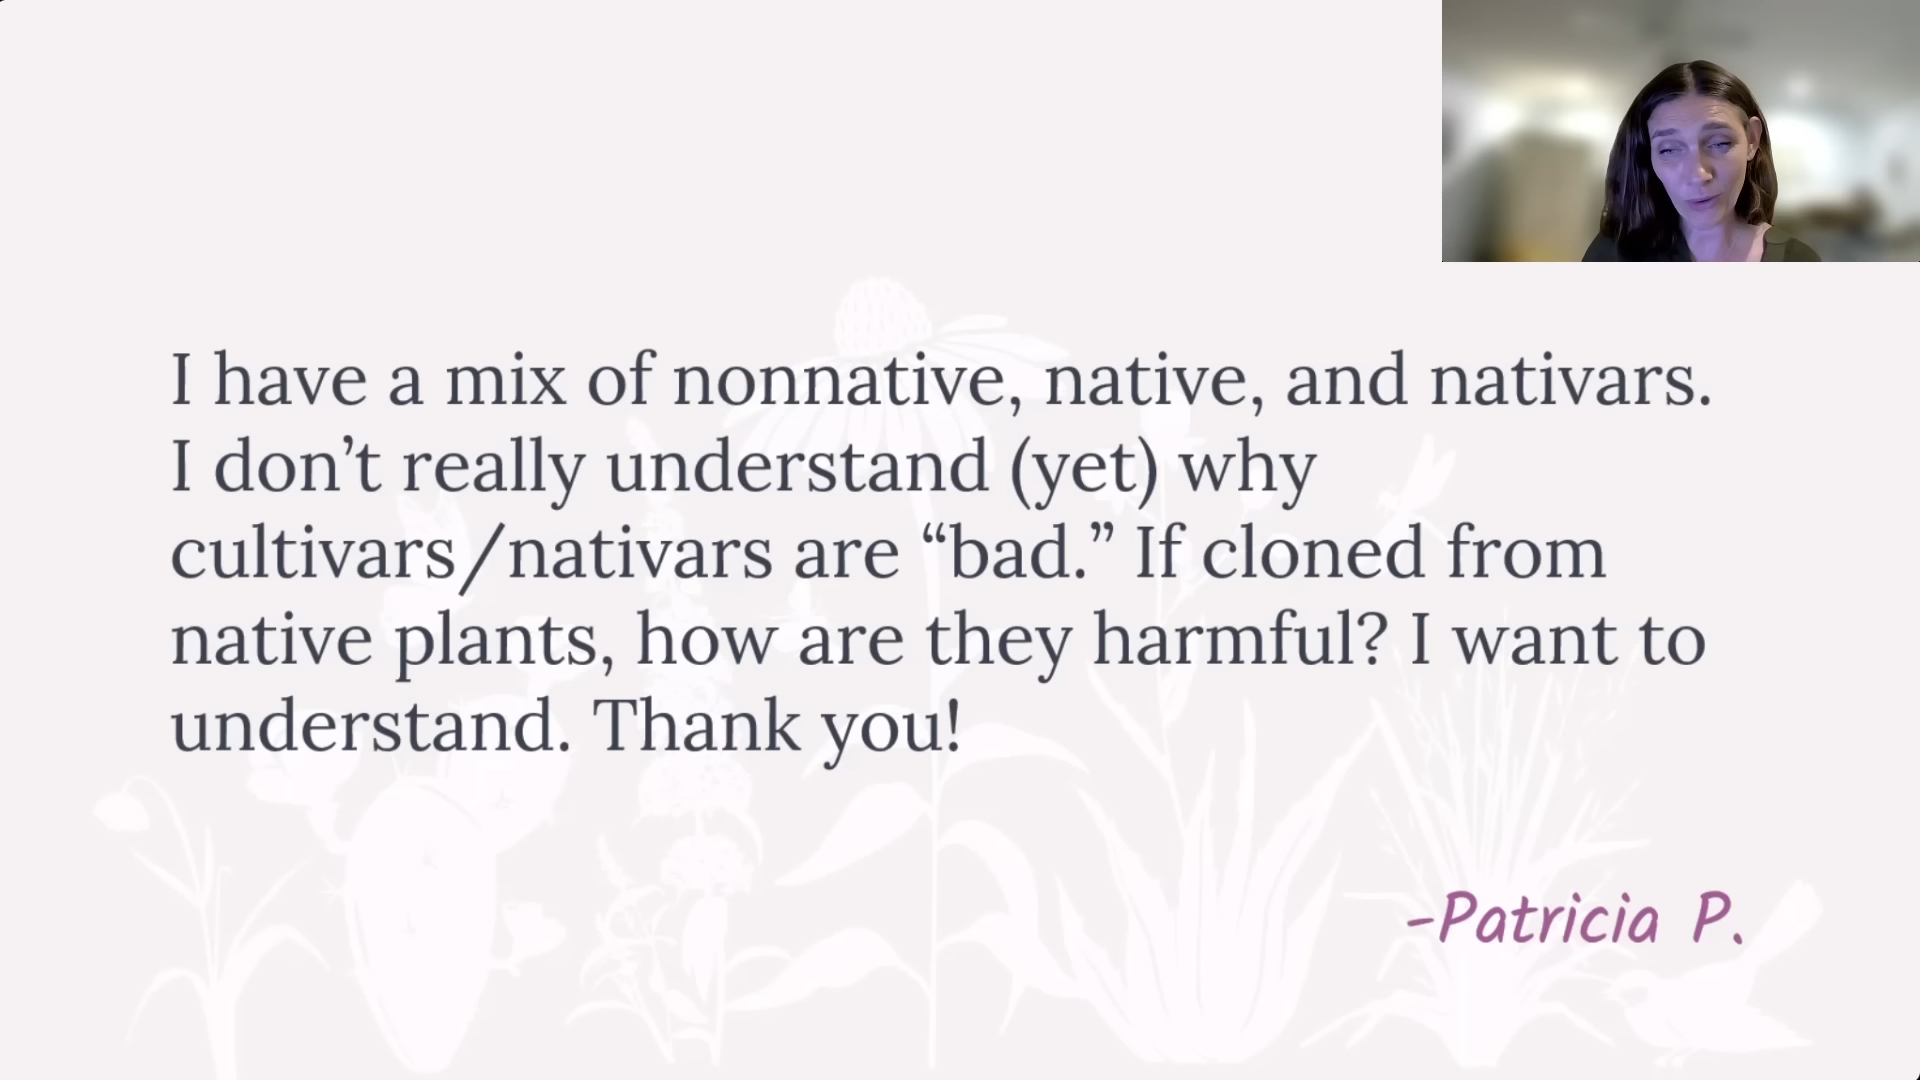 I have a mix of nonnative, native, and nativars.
I don’t really understand (yet) why
cultivars/nativars are “bad.” If cloned from
native plants, how are they harmful? I want to
understand. Thank you!
-Patricia P.